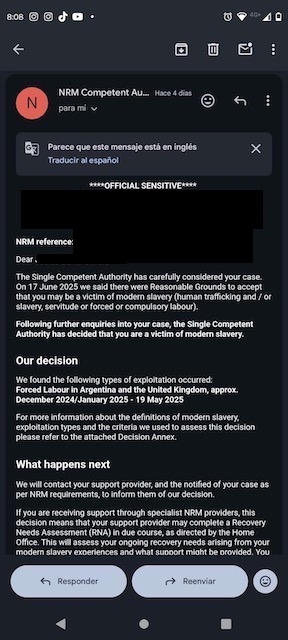 8:08
4G+
N
NRM Competent Au... Hace 4 días
para mí
Parece que este mensaje está en inglés
Traducir al español
****OFFICIAL SENSITIVE****
NRM reference:
Dear
The Single Competent Authority has carefully considered your case.
On 17 June 2025 we said there were Reasonable Grounds to accept
that you may be a victim of modern slavery (human trafficking and / or
slavery, servitude or forced or compulsory labour).
Following further enquiries into your case, the Single Competent
Authority has decided that you are a victim of modern slavery.
Our decision
We found the following types of exploitation occurred:
Forced Labour in Argentina and the United Kingdom, approx.
December 2024/January 2025 - 19 May 2025
For more information about the definitions of modern slavery,
exploitation types and the criteria we used to assess this decision
please refer to the attached Decision Annex.
What happens next
We will contact your support provider, and the notified of your case as
per NRM requirements, to inform them of our decision.
If you are receiving support through specialist NRM providers, this
decision means that your support provider may complete a Recovery
Needs Assessment (RNA) in due course, as directed by the Home
Office. This will assess your ongoing recovery needs arising from your
modern slavery experiences and what support might be provided. You
Responder
Reenviar